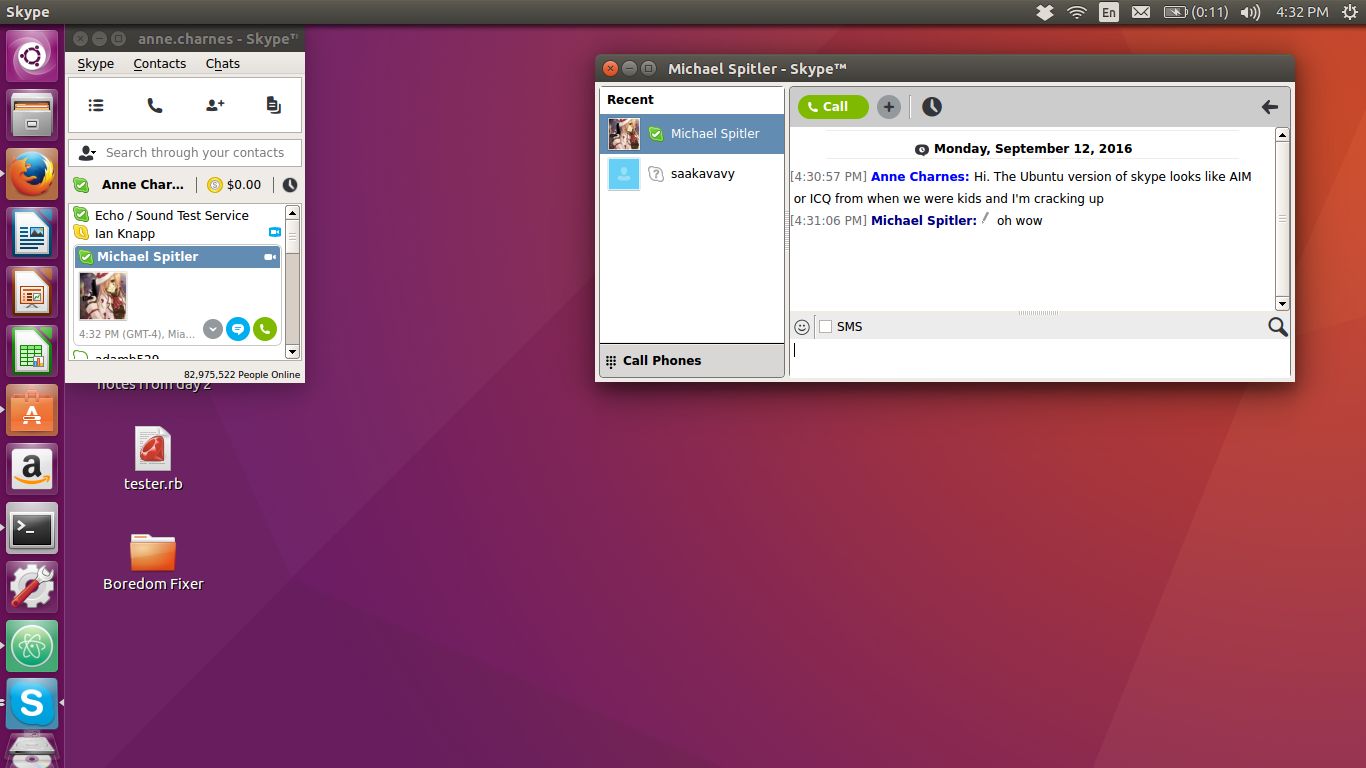 Skype
En
(0:11)
4:32 PM
anne.charnes - Skype™
Skype Contacts Chats
Search through your contacts
Anne Char... $0.00
Echo / Sound Test Service
Ian Knapp
Michael Spitler
4:32 PM (GMT-4), Mia...
adamh529
82,975,522 People Online
notes from day 2
tester.rb
Boredom Fixer
Michael Spitler - Skype™
Recent
Michael Spitler
saakavavy
Call Phones
Call
Monday, September 12, 2016
[4:30:57 PM] Anne Charnes: Hi. The Ubuntu version of skype looks like AIM
or ICQ from when we were kids and I'm cracking up
[4:31:06 PM] Michael Spitler: oh wow
SMS